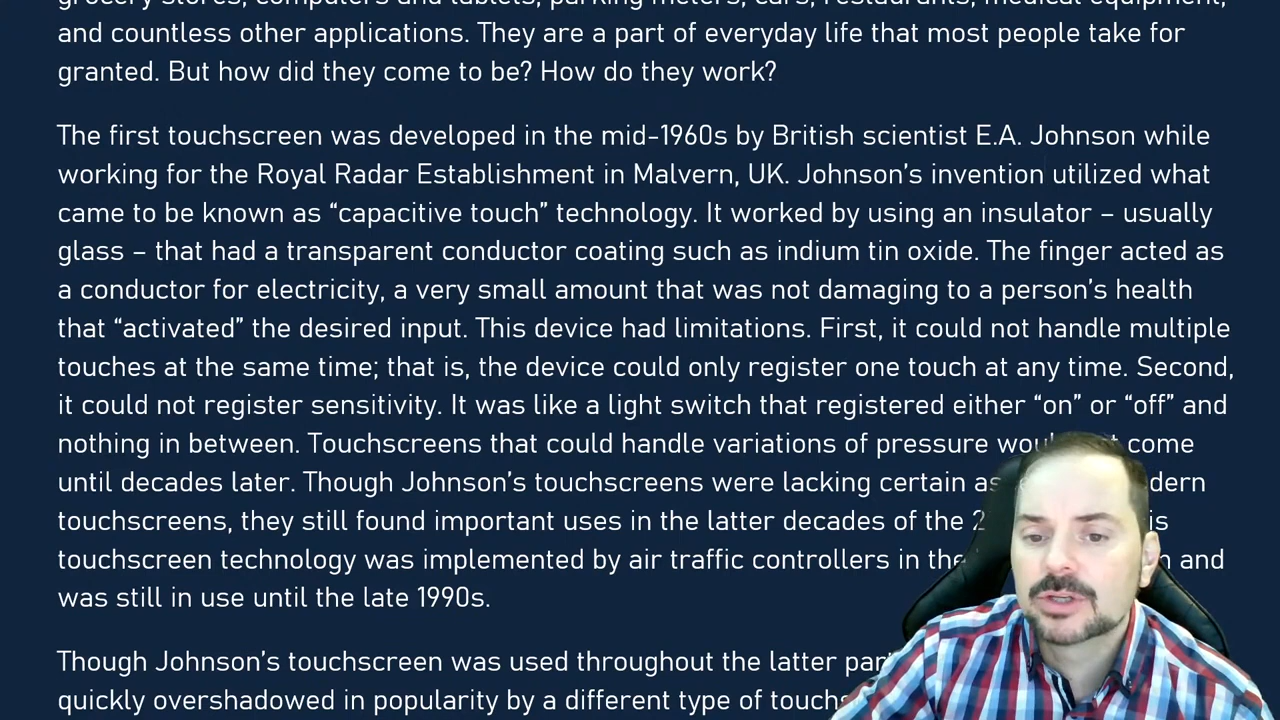 grocery stores, computers and tablets, parking meters, cars, restaurants, medical equipment,
and countless other applications. They are a part of everyday life that most people take for
granted. But how did they come to be? How do they work?
The first touchscreen was developed in the mid-1960s by British scientist E.A. Johnson while
working for the Royal Radar Establishment in Malvern, UK. Johnson’s invention utilized what
came to be known as “capacitive touch” technology. It worked by using an insulator – usually
glass – that had a transparent conductor coating such as indium tin oxide. The finger acted as
a conductor for electricity, a very small amount that was not damaging to a person’s health
that “activated” the desired input. This device had limitations. First, it could not handle multiple
touches at the same time; that is, the device could only register one touch at any time. Second,
it could not register sensitivity. It was like a light switch that registered either “on” or “off” and
nothing in between. Touchscreens that could handle variations of pressure come
until decades later. Though Johnson’s touchscreens were lacking certain
touchscreens, they still found important uses in the latter decades of the
touchscreen technology was implemented by air traffic controllers in the and
was still in use until the late 1990s.
Though Johnson’s touchscreen was used throughout the latter
quickly overshadowed in popularity by a different type of